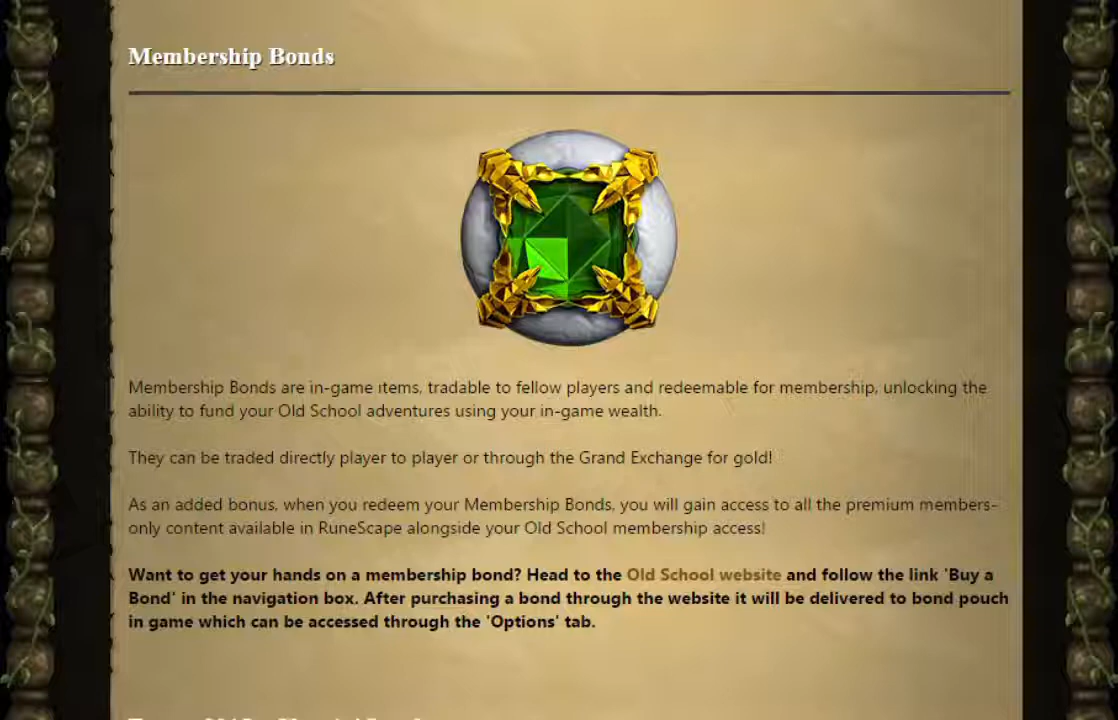 Membership Bonds
Membership Bonds are in-game items, tradable to fellow players and redeemable for membership, unlocking the
ability to fund your Old School adventures using your in-game wealth.
They can be traded directly player to player or through the Grand Exchange for gold!
As an added bonus, when you redeem your Membership Bonds, you will gain access to all the premium members-
only content available in RuneScape alongside your Old School membership access!
Want to get your hands on a membership bond? Head to the Old School website and follow the link 'Buy a
Bond' in the navigation box. After purchasing a bond through the website it will be delivered to bond pouch
in game which can be accessed through the 'Options' tab.